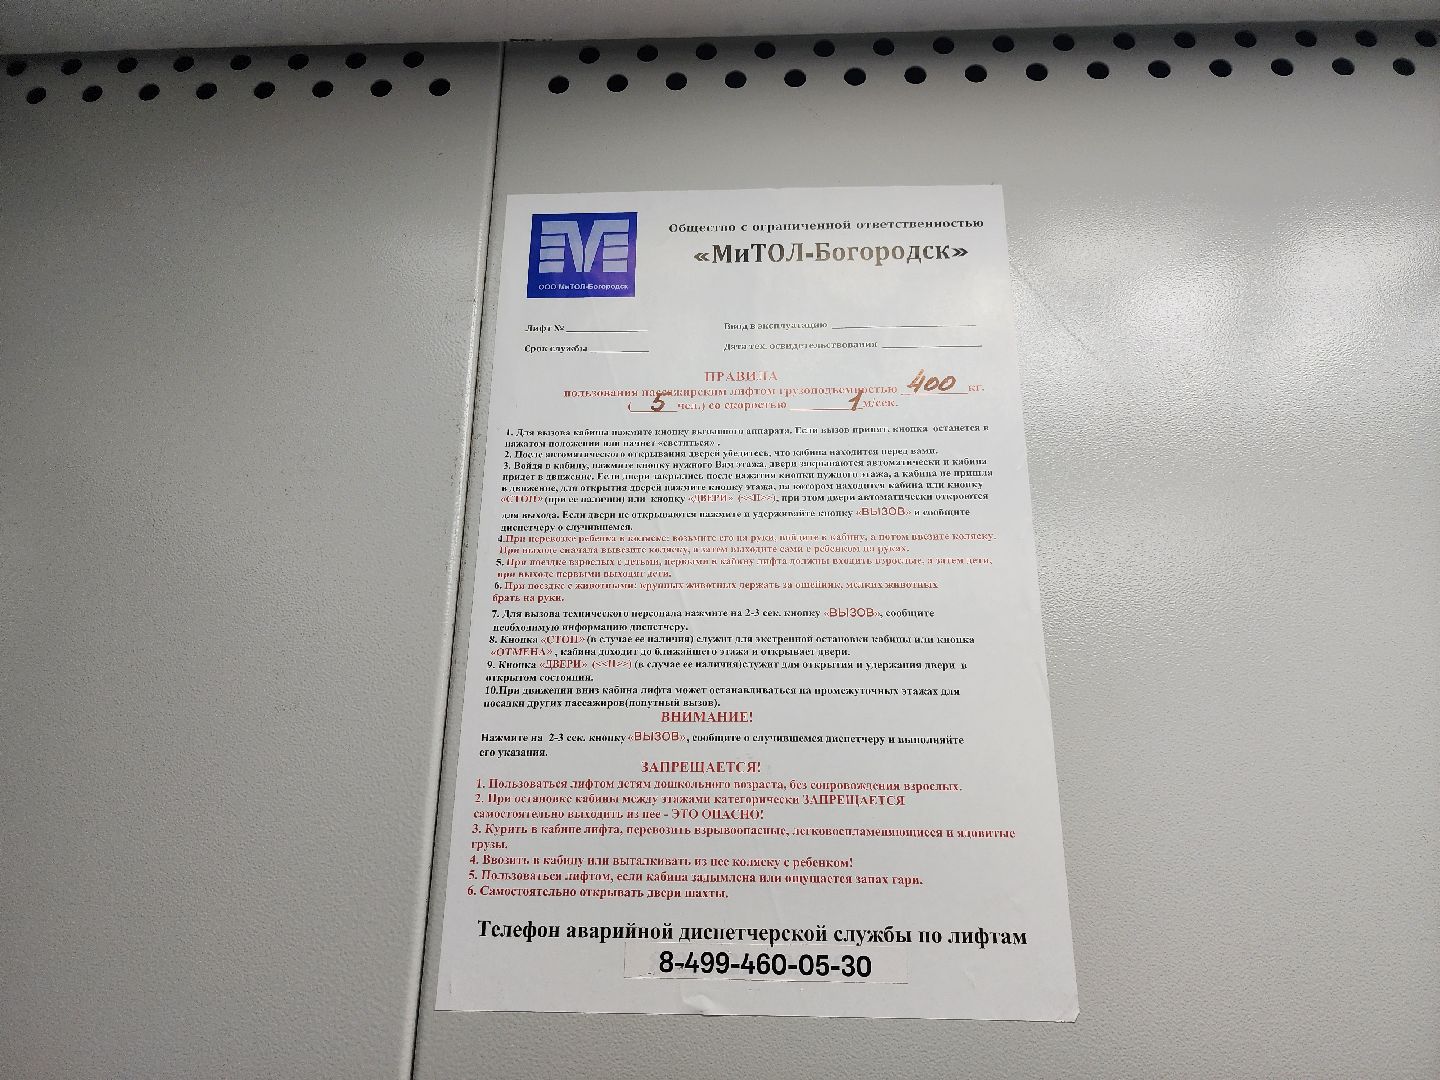 Общество с ограниченной ответственностью
«МиТОЛ-Богородск»
ООО МиТОЛ-Богородск
Лифт №
Ввод в эксплуатацию
Срок службы
Дата тех. освидетельствования
ПРАВИЛА
пользования пассажирским лифтом грузоподъемностью 400 кг.
( 5 чел.) со скоростью 1 м/сек.
1. Для вызова кабины нажмите кнопку вызывного аппарата. Если вызов принят, кнопка останется в
нажатом положении или начнет «светиться» .
2. После автоматического открывания дверей убедитесь, что кабина находится перед вами.
3. Войдя в кабину, нажмите кнопку нужного Вам этажа, двери закрываются автоматически и кабина
придет в движение. Если двери закрылись после нажатия кнопки нужного этажа, а кабина не пришла
в движение, для открытия дверей нажмите кнопку этажа, на котором находится кабина или кнопку
«СТОП» (при ее наличии) или кнопку «ДВЕРИ» (<<II>>), при этом двери автоматически откроются
для выхода. Если двери не открываются нажмите и удерживайте кнопку «ВЫЗОВ» и сообщите
диспетчеру о случившемся.
4.При перевозке ребенка в коляске: возьмите его на руки, войдите в кабину, а потом ввезите коляску.
При выходе сначала вывезите коляску, а затем выходите сами с ребенком на руках.
5. При поездке взрослых с детьми, первыми в кабину лифта должны входить взрослые, а затем дети,
при выходе первыми выходят дети.
6. При поездке с животными: крупных животных держать за ошейник, мелких животных
брать на руки.
7. Для вызова технического персонала нажмите на 2-3 сек. кнопку «ВЫЗОВ», сообщите
необходимую информацию диспетчеру.
8. Кнопка «СТОП» (в случае ее наличия) служит для экстренной остановки кабины или кнопка
«ОТМЕНА» , кабина доходит до ближайшего этажа и открывает двери.
9. Кнопка «ДВЕРИ» (<<II>>) (в случае ее наличия)служит для открытия и удержания двери в
открытом состоянии.
10.При движении вниз кабина лифта может останавливаться на промежуточных этажах для
посадки других пассажиров(попутный вызов).
ВНИМАНИЕ!
Нажмите на 2-3 сек. кнопку «ВЫЗОВ», сообщите о случившемся диспетчеру и выполняйте
его указания.
ЗАПРЕЩАЕТСЯ!
1. Пользоваться лифтом детям дошкольного возраста, без сопровождения взрослых.
2. При остановке кабины между этажами категорически ЗАПРЕЩАЕТСЯ
самостоятельно выходить из нее - ЭТО ОПАСНО!
3. Курить в кабине лифта, перевозить взрывоопасные, легковоспламеняющиеся и ядовитые
грузы.
4. Ввозить в кабину или выталкивать из нее коляску с ребенком!
5. Пользоваться лифтом, если кабина задымлена или ощущается запах гари.
6. Самостоятельно открывать двери шахты.
Телефон аварийной диспетчерской службы по лифтам
8-499-460-05-30